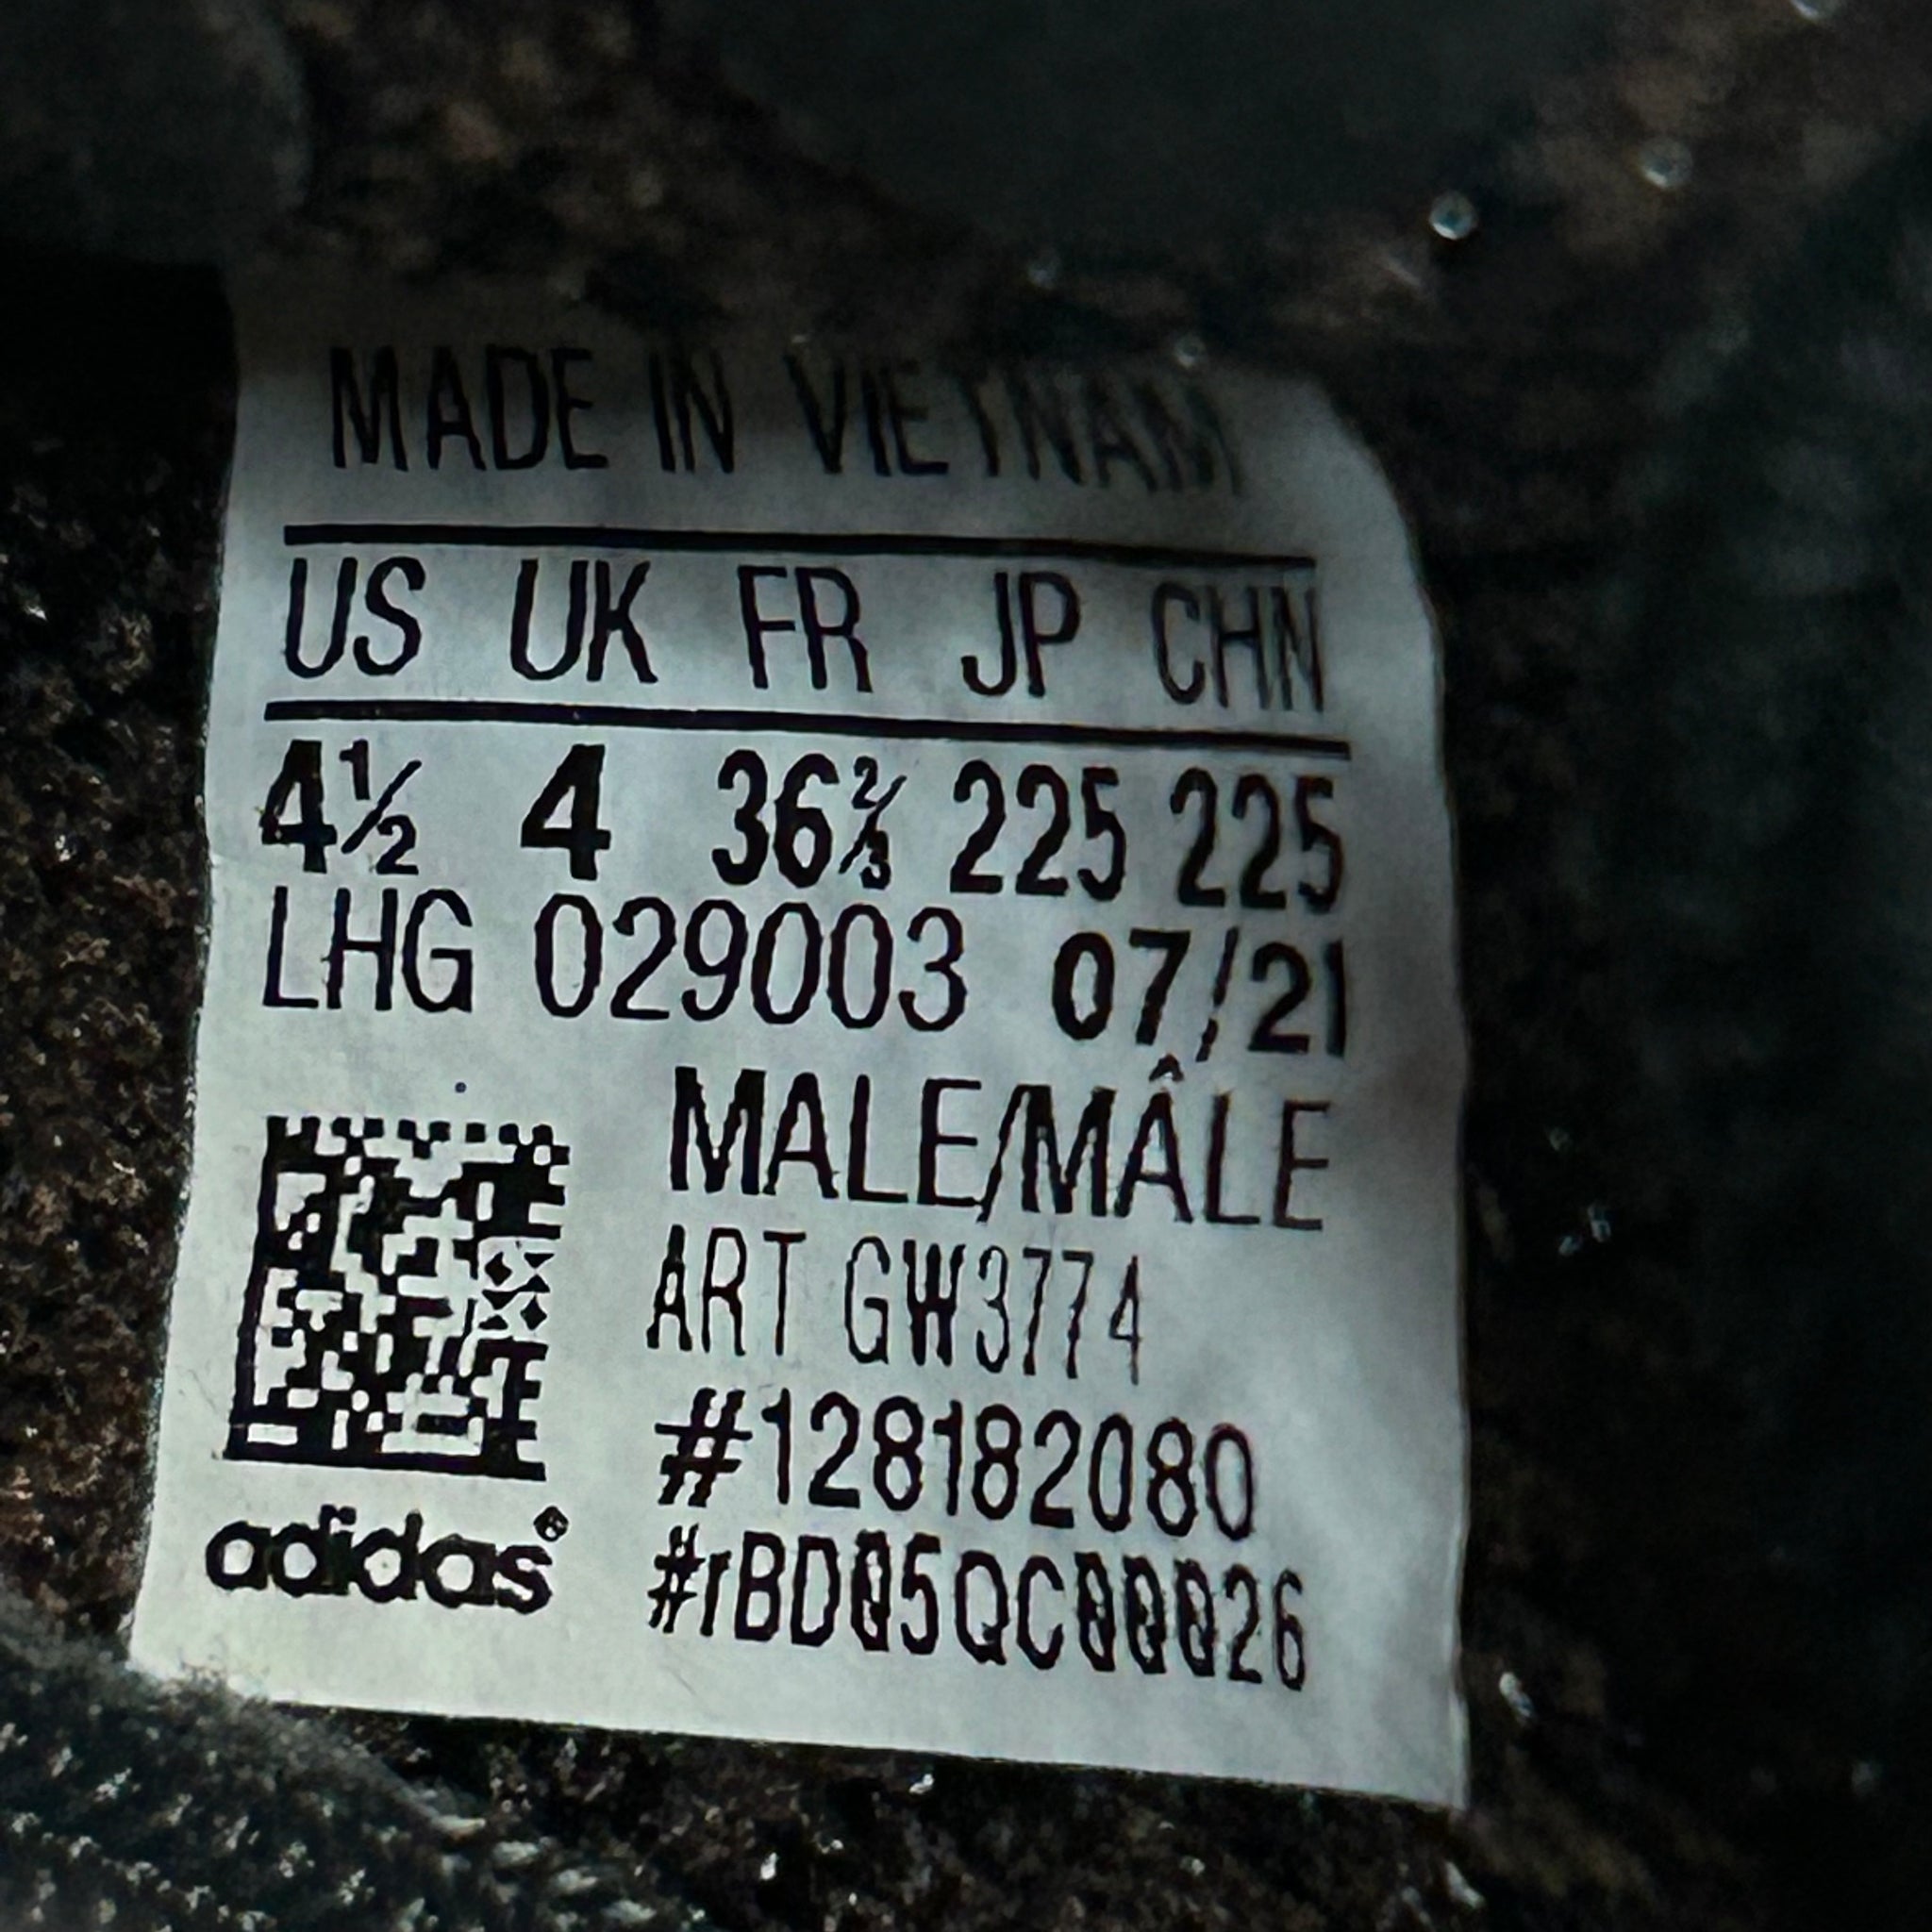 MADE IN VIETNAM
US UK FR JP CHN
4½ 4 36⅔ 225 225
LHG 029003 07/21
MALE/MÂLE
ART GW3774
#128182080
adidas®
#rBD05QC00026